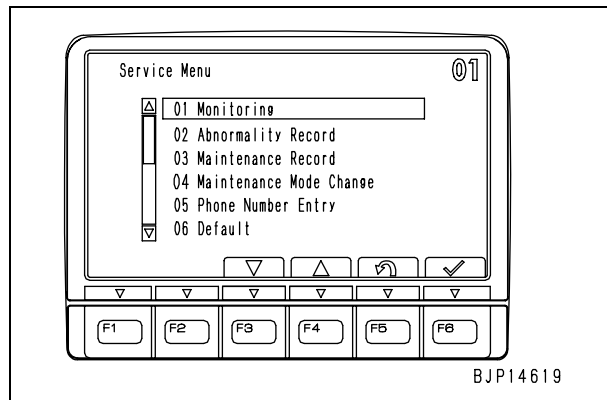 Service Menu 01
01 Monitoring
02 Abnormality Record
03 Maintenance Record
04 Maintenance Mode Change
05 Phone Number Entry
06 Default
F1 F2 F3 F4 F5 F6
BJP14619